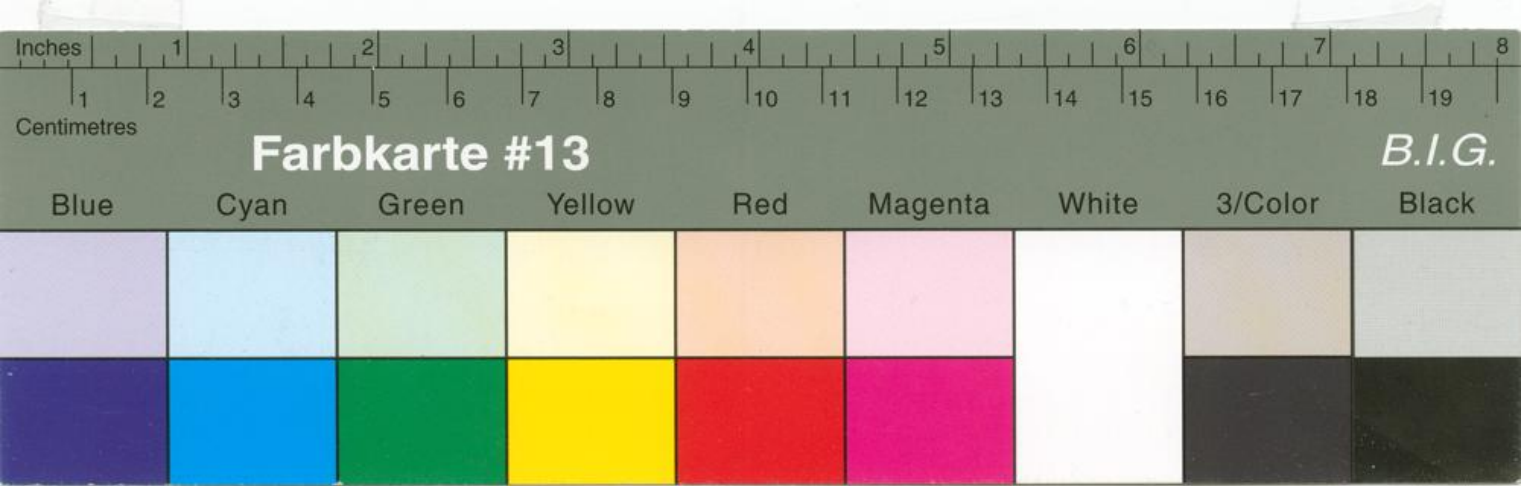 Inches 1 2 3 4 5 6 7 8
1 2 3 4 5 6 7 8 9 10 11 12 13 14 15 16 17 18 19
Centimetres
Farbkarte #13 B.I.G.
Blue Cyan Green Yellow Red Magenta White 3/Color Black